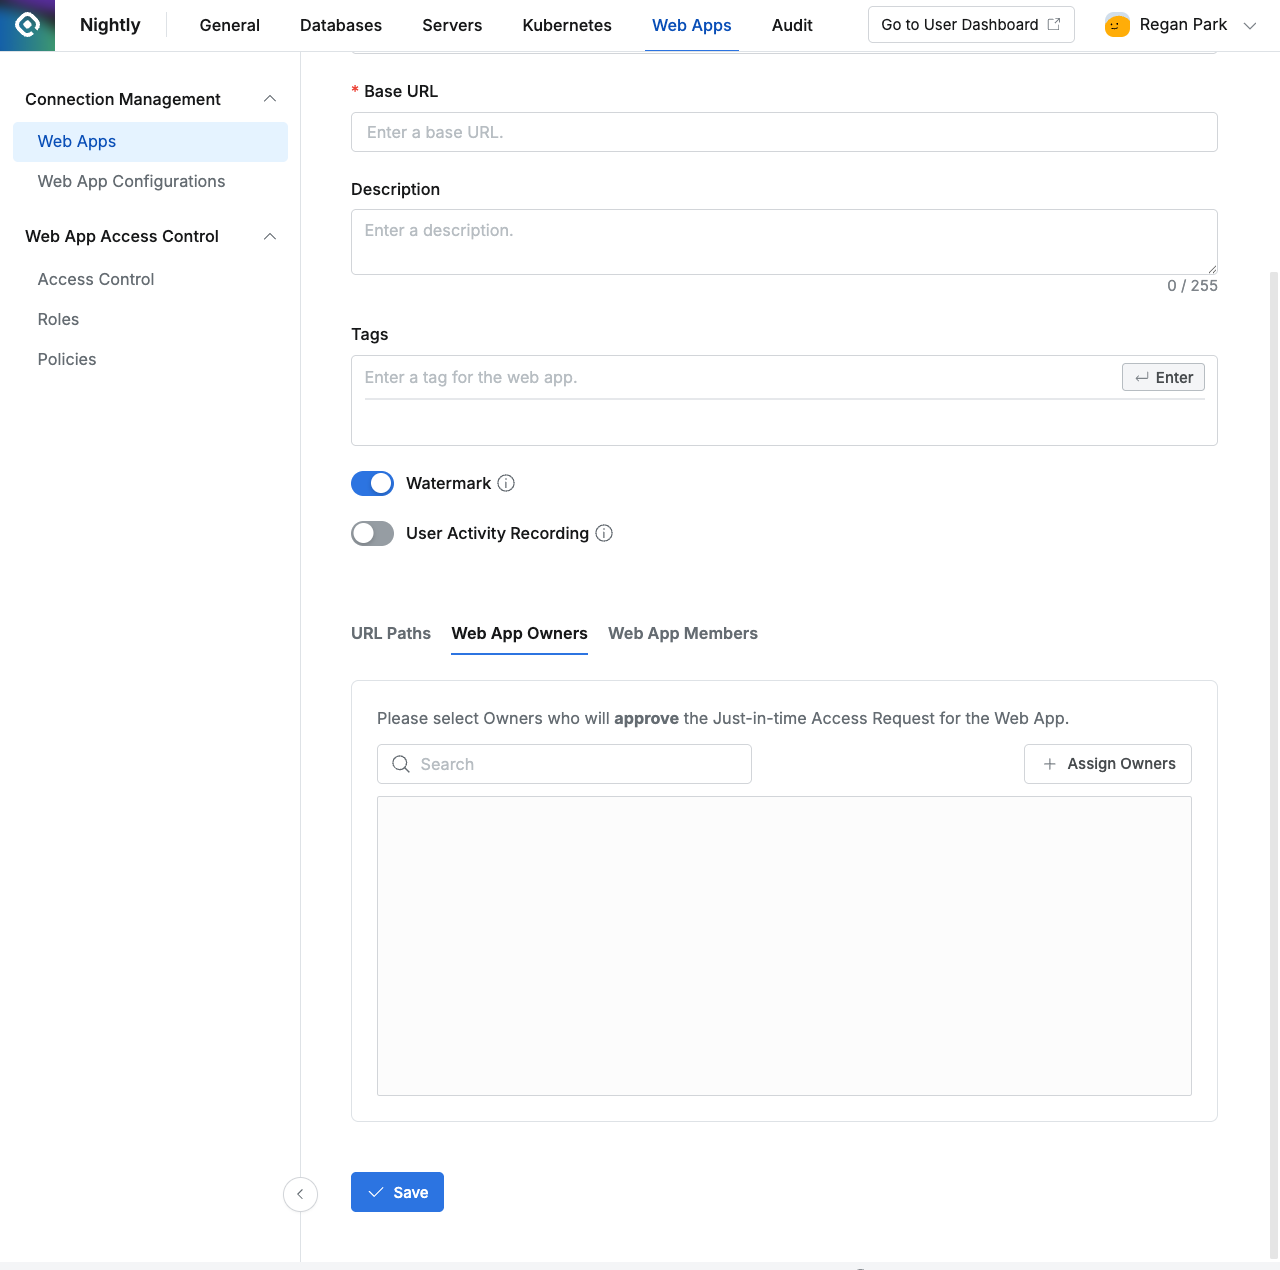 Nightly
General
Databases
Servers
Kubernetes
Web Apps
Audit
Go to User Dashboard
Regan Park
Connection Management
Web Apps
Web App Configurations
Web App Access Control
Access Control
Roles
Policies
* Base URL
Enter a base URL.
Description
Enter a description.
0 / 255
Tags
Enter a tag for the web app.
Enter
Watermark
User Activity Recording
URL Paths
Web App Owners
Web App Members
Please select Owners who will approve the Just-in-time Access Request for the Web App.
Search
Assign Owners
Save